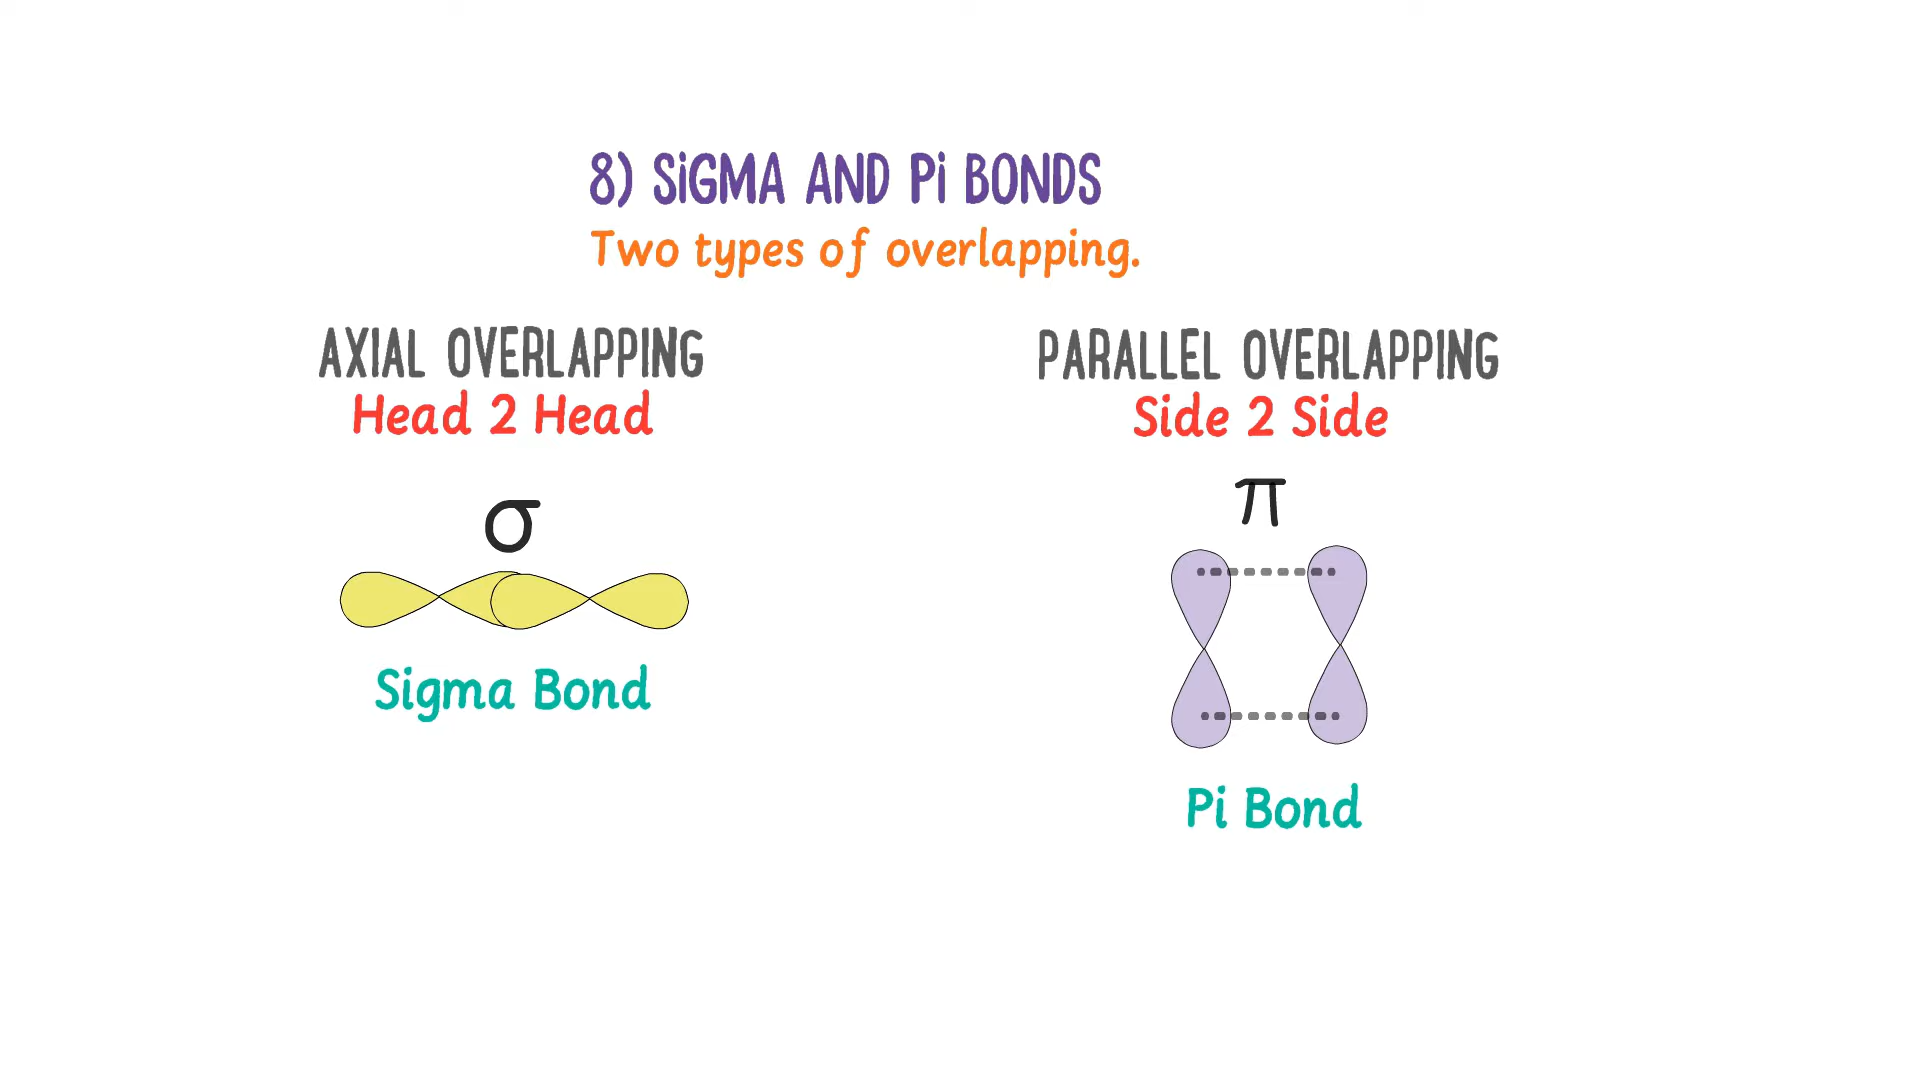 8) SiGMA AND Pi BONDS
Two types of overlapping.
AXIAL OVERLAPPING
Head 2 Head
σ
Sigma Bond
PARALLEL OVERLAPPING
Side 2 Side
π
Pi Bond